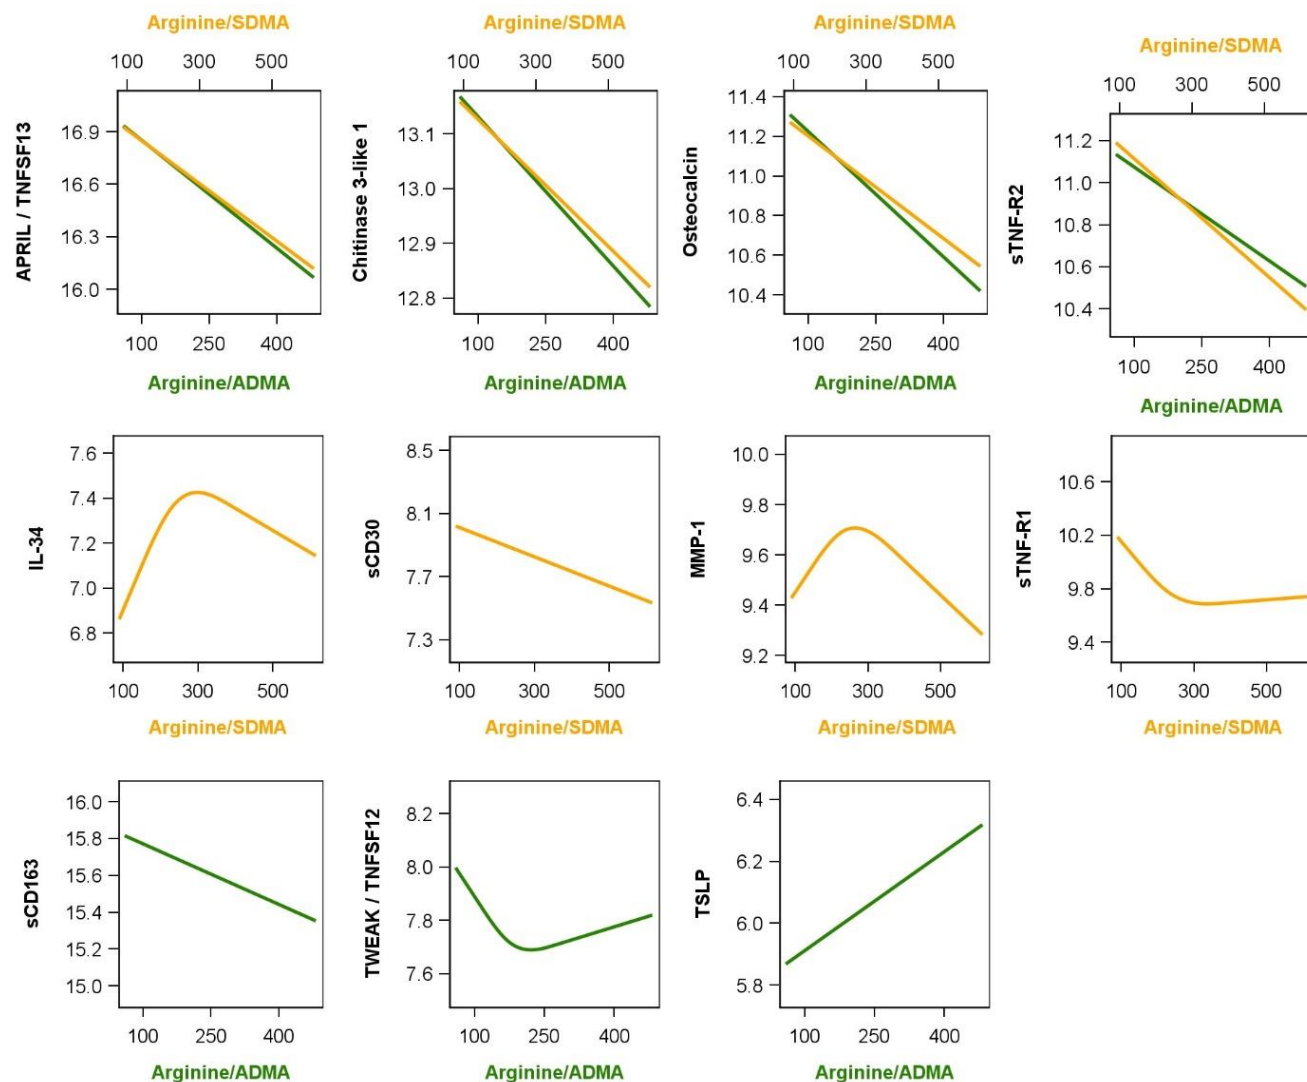 Arginine/SDMA
100 300 500
APRIL / TNFSF13
16.9
16.6
16.3
16.0
100 250 400
Arginine/ADMA
Arginine/SDMA
100 300 500
Chitinase 3-like 1
13.1
13.0
12.9
12.8
100 250 400
Arginine/ADMA
Arginine/SDMA
100 300 500
Osteocalcin
11.4
11.2
11.0
10.8
10.6
10.4
100 250 400
Arginine/ADMA
Arginine/SDMA
100 300 500
sTNF-R2
11.2
11.0
10.8
10.6
10.4
100 250 400
Arginine/ADMA
IL-34
7.6
7.4
7.2
7.0
6.8
100 300 500
Arginine/SDMA
sCD30
8.5
8.1
7.7
7.3
100 300 500
Arginine/SDMA
MMP-1
10.0
9.8
9.6
9.4
9.2
100 300 500
Arginine/SDMA
sTNF-R1
10.6
10.2
9.8
9.4
100 300 500
Arginine/SDMA
sCD163
16.0
15.8
15.6
15.4
15.2
15.0
100 250 400
Arginine/ADMA
TWEAK / TNFSF12
8.2
8.0
7.8
7.6
100 250 400
Arginine/ADMA
TSLP
6.4
6.2
6.0
5.8
100 250 400
Arginine/ADMA